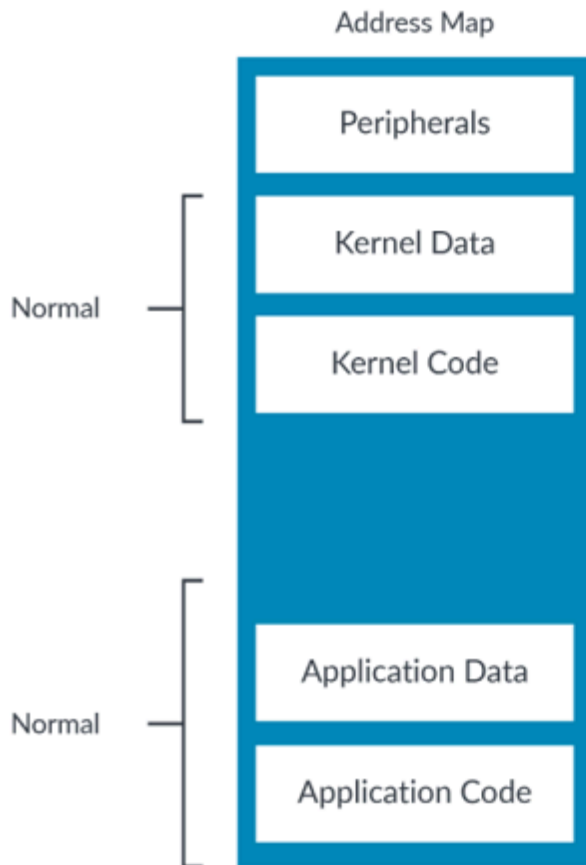 Address Map
Peripherals
Kernel Data
Normal
Kernel Code
Application Data
Normal
Application Code